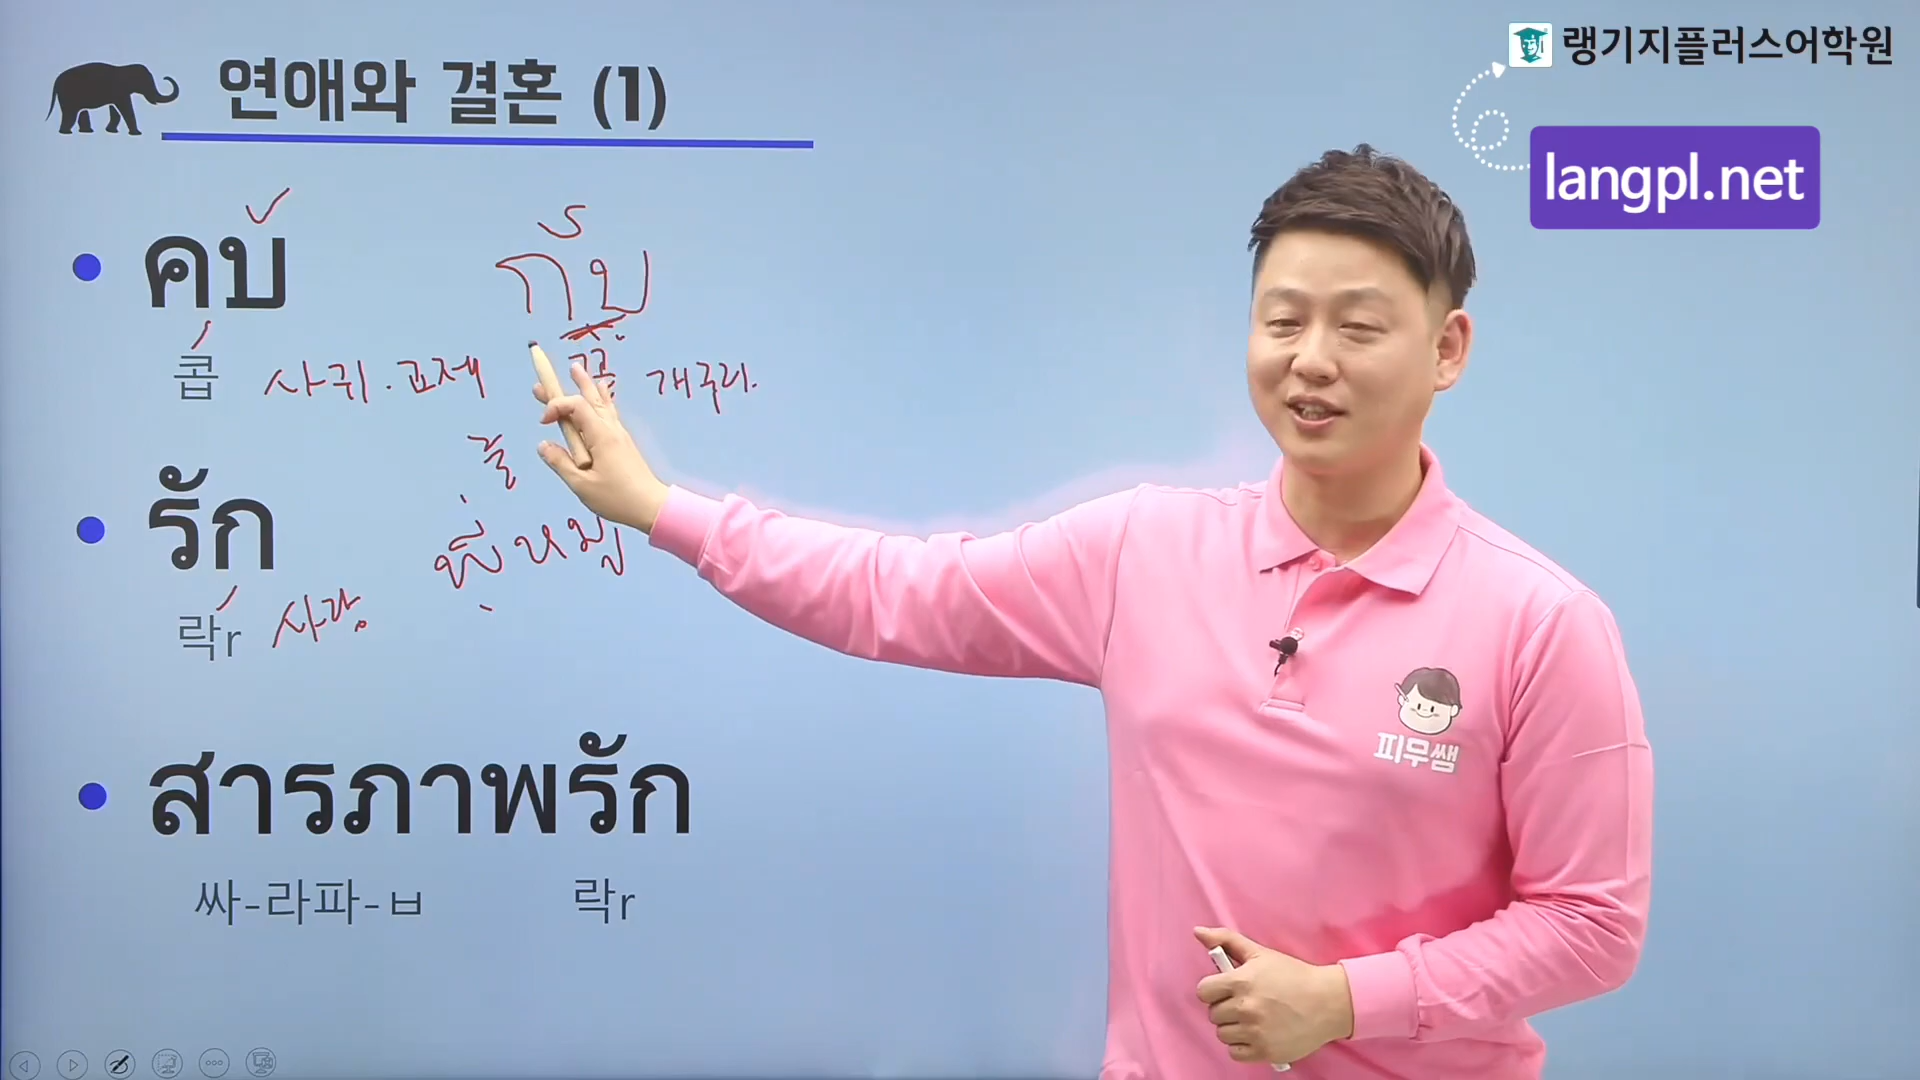 랭기지플러스어학원
langpl.net
연애와 결혼 (1)
คบ
กับ
콥 사귀. 교제 개구리.
รัก
พี่หมู
락r 사랑
피무쌤
สารภาพรัก
싸-라파-ㅂ 락r